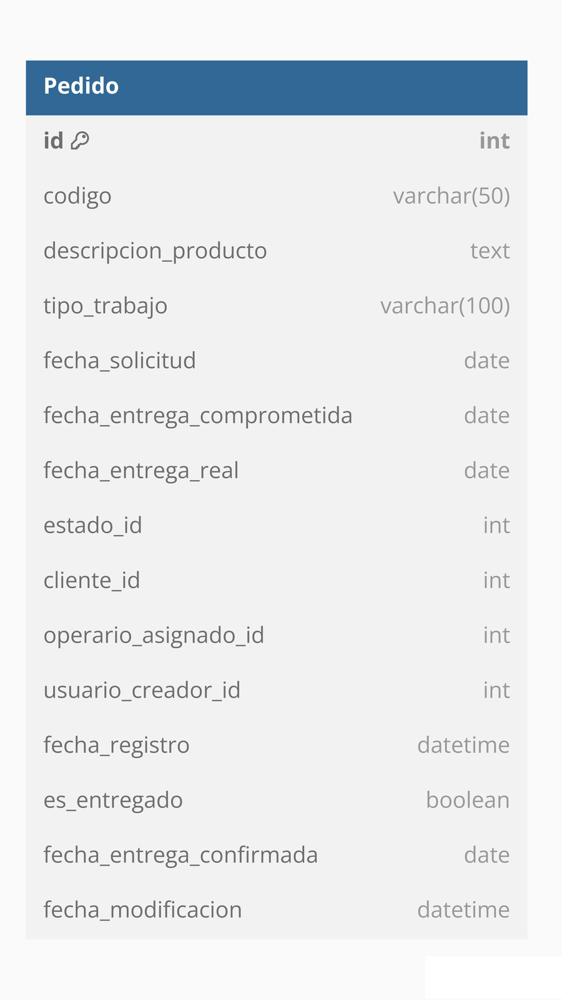 Pedido
id int
codigo varchar(50)
descripcion_producto text
tipo_trabajo varchar(100)
fecha_solicitud date
fecha_entrega_comprometida date
fecha_entrega_real date
estado_id int
cliente_id int
operario_asignado_id int
usuario_creador_id int
fecha_registro datetime
es_entregado boolean
fecha_entrega_confirmada date
fecha_modificacion datetime